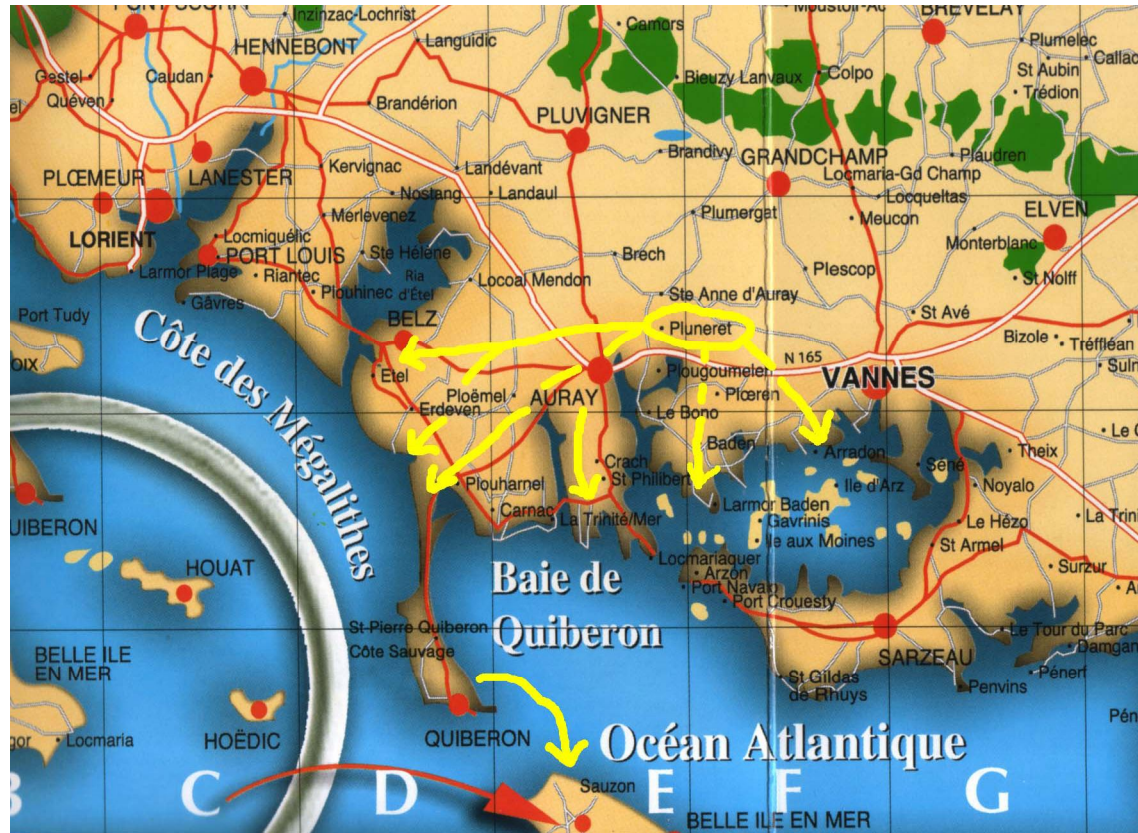 Inzinzac-Lochrist
Camors
Moustoir-Ac
BREVELAY
HENNEBONT
Languidic
Plumelec
Gestel
Caudan
Bieuzy Lanvaux
Colpo
St Aubin
Trédion
Quéven
Brandérion
PLUVIGNER
Brandivy
GRANDCHAMP
Plaudren
Kervignac
Landévant
Locmaria-Gd Champ
PLŒMEUR
LANESTER
Nostang
Landaul
Locqueltas
Merlevenez
Plumergat
Meucon
ELVEN
LORIENT
Locmiquélic
Monterblanc
PORT LOUIS
Ste Hélène
Brech
Larmor Plage
Riantec
Ria
d'Étel
Locoal Mendon
Plescop
St Nolff
Plouhinec
Gâvres
Ste Anne d'Auray
Port Tudy
BELZ
Pluneret
St Avé
Côte des Mégalithes
Bizole
Tréffléan
OIX
N 165
Etel
Plougoumelen
VANNES
Ploëmel
AURAY
Plœren
Erdeven
Le Bono
Baden
Arradon
Theix
Crach
Séné
Plouharnel
St Philibert
Ile d'Arz
Noyalo
UIBERON
Carnac
La Trinité/Mer
Larmor Baden
Gavrinis
Le Hézo
Ile aux Moines
St Armel
Locmariaquer
HOUAT
Baie de
Quiberon
Arzon
Port Navalo
Surzur
Port Crouesty
St-Pierre Quiberon
Côte Sauvage
Le Tour du Parc
Damgan
BELLE ILE
EN MER
SARZEAU
St Gildas
de Rhuys
Penvins
Pénerf
Locmaria
HOËDIC
QUIBERON
Océan Atlantique
Sauzon
B
C
D
E
F
G
BELLE ILE EN MER